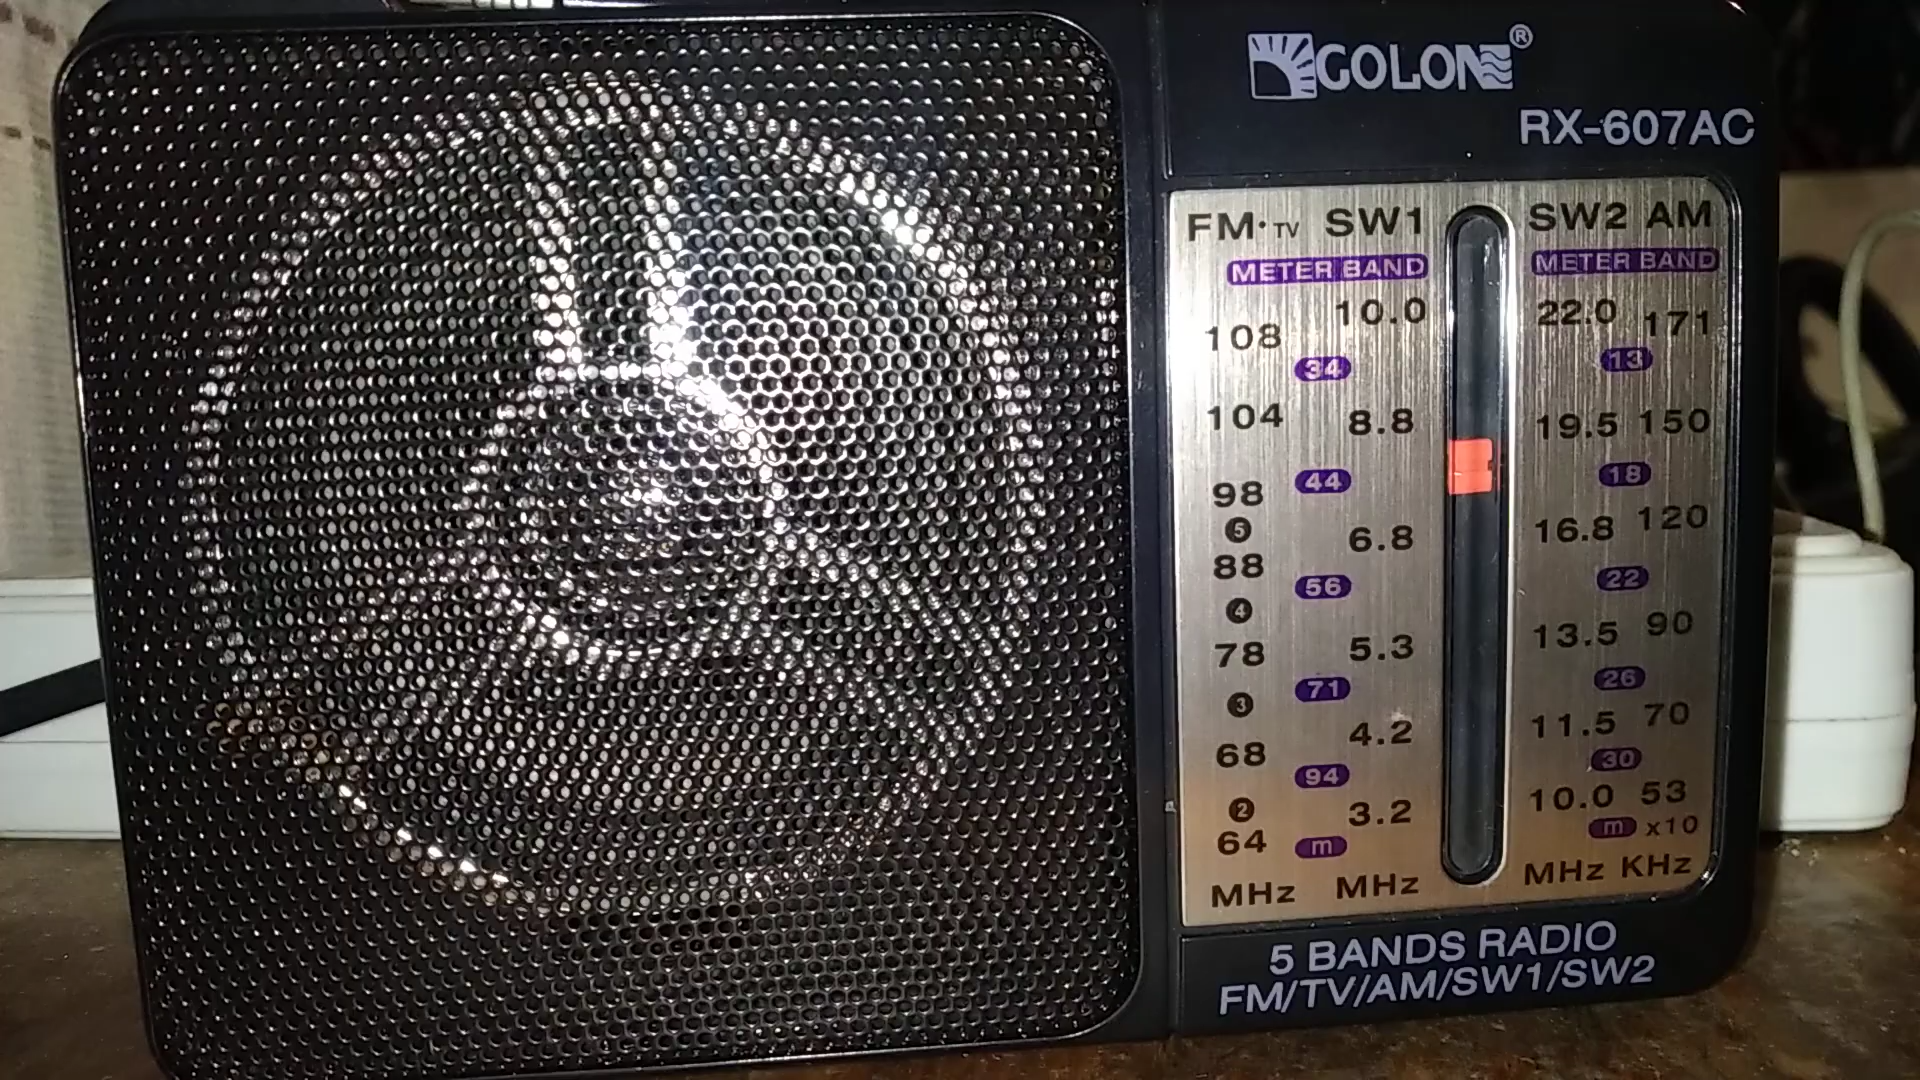 GOLON®
RX-607AC
FM·TV SW1 SW2 AM
METER BAND METER BAND
108 10.0 22.0 171
34 13
104 8.8 19.5 150
44 18
98 6.8 16.8 120
5
88 56 22
4
78 5.3 13.5 90
71 26
3
68 4.2 11.5 70
94 30
2
64 3.2 10.0 53
m m x10
MHz MHz MHz KHz
5 BANDS RADIO
FM/TV/AM/SW1/SW2